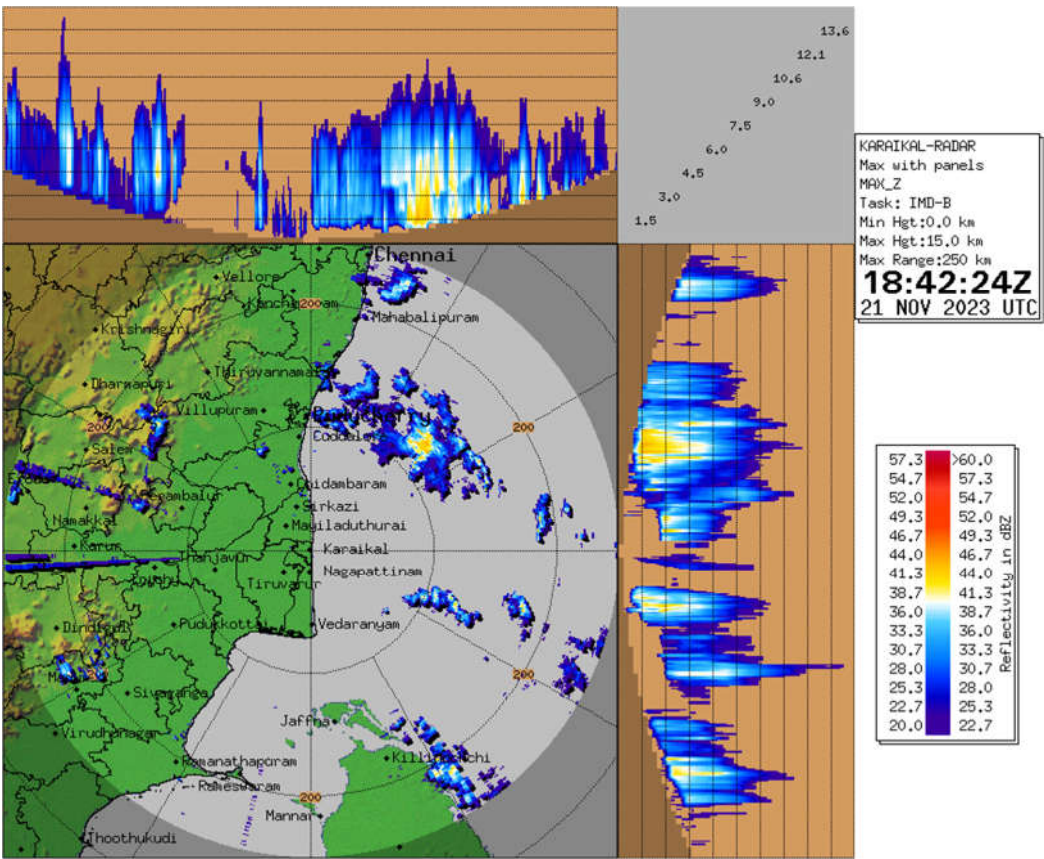 13.6
12.1
10.6
9.0
7.5
6.0
4.5
3.0
1.5
KARAIKAL-RADAR
Max with panels
MAX_Z
Task: IMD-B
Min Hgt:0.0 km
Max Hgt:15.0 km
Max Range:250 km
18:42:24Z
21 NOV 2023 UTC
Chennai
Vellore
200
Mahabalipuram
Krishnagiri
Thiruvannamalai
Dharmapuri
Villupuram
200
200
Salem
Chidambaram
Sirkazi
Perambalur
Namakkal
Mayiladuthurai
Karur
Karaikal
Thanjavur
Nagapattinam
Tiruvarur
Pudukkottai
Vedaranyam
Dindigul
200
Sivaganga
Jaffna
Virudhunagar
Ramanathapuram
Rameswaram
200
Mannar
Thoothukudi
57.3 >60.0
54.7 57.3
52.0 54.7
49.3 52.0
46.7 49.3
44.0 46.7
41.3 44.0
38.7 41.3
36.0 38.7
33.3 36.0
30.7 33.3
28.0 30.7
25.3 28.0
22.7 25.3
20.0 22.7
Reflectivity in dBZ